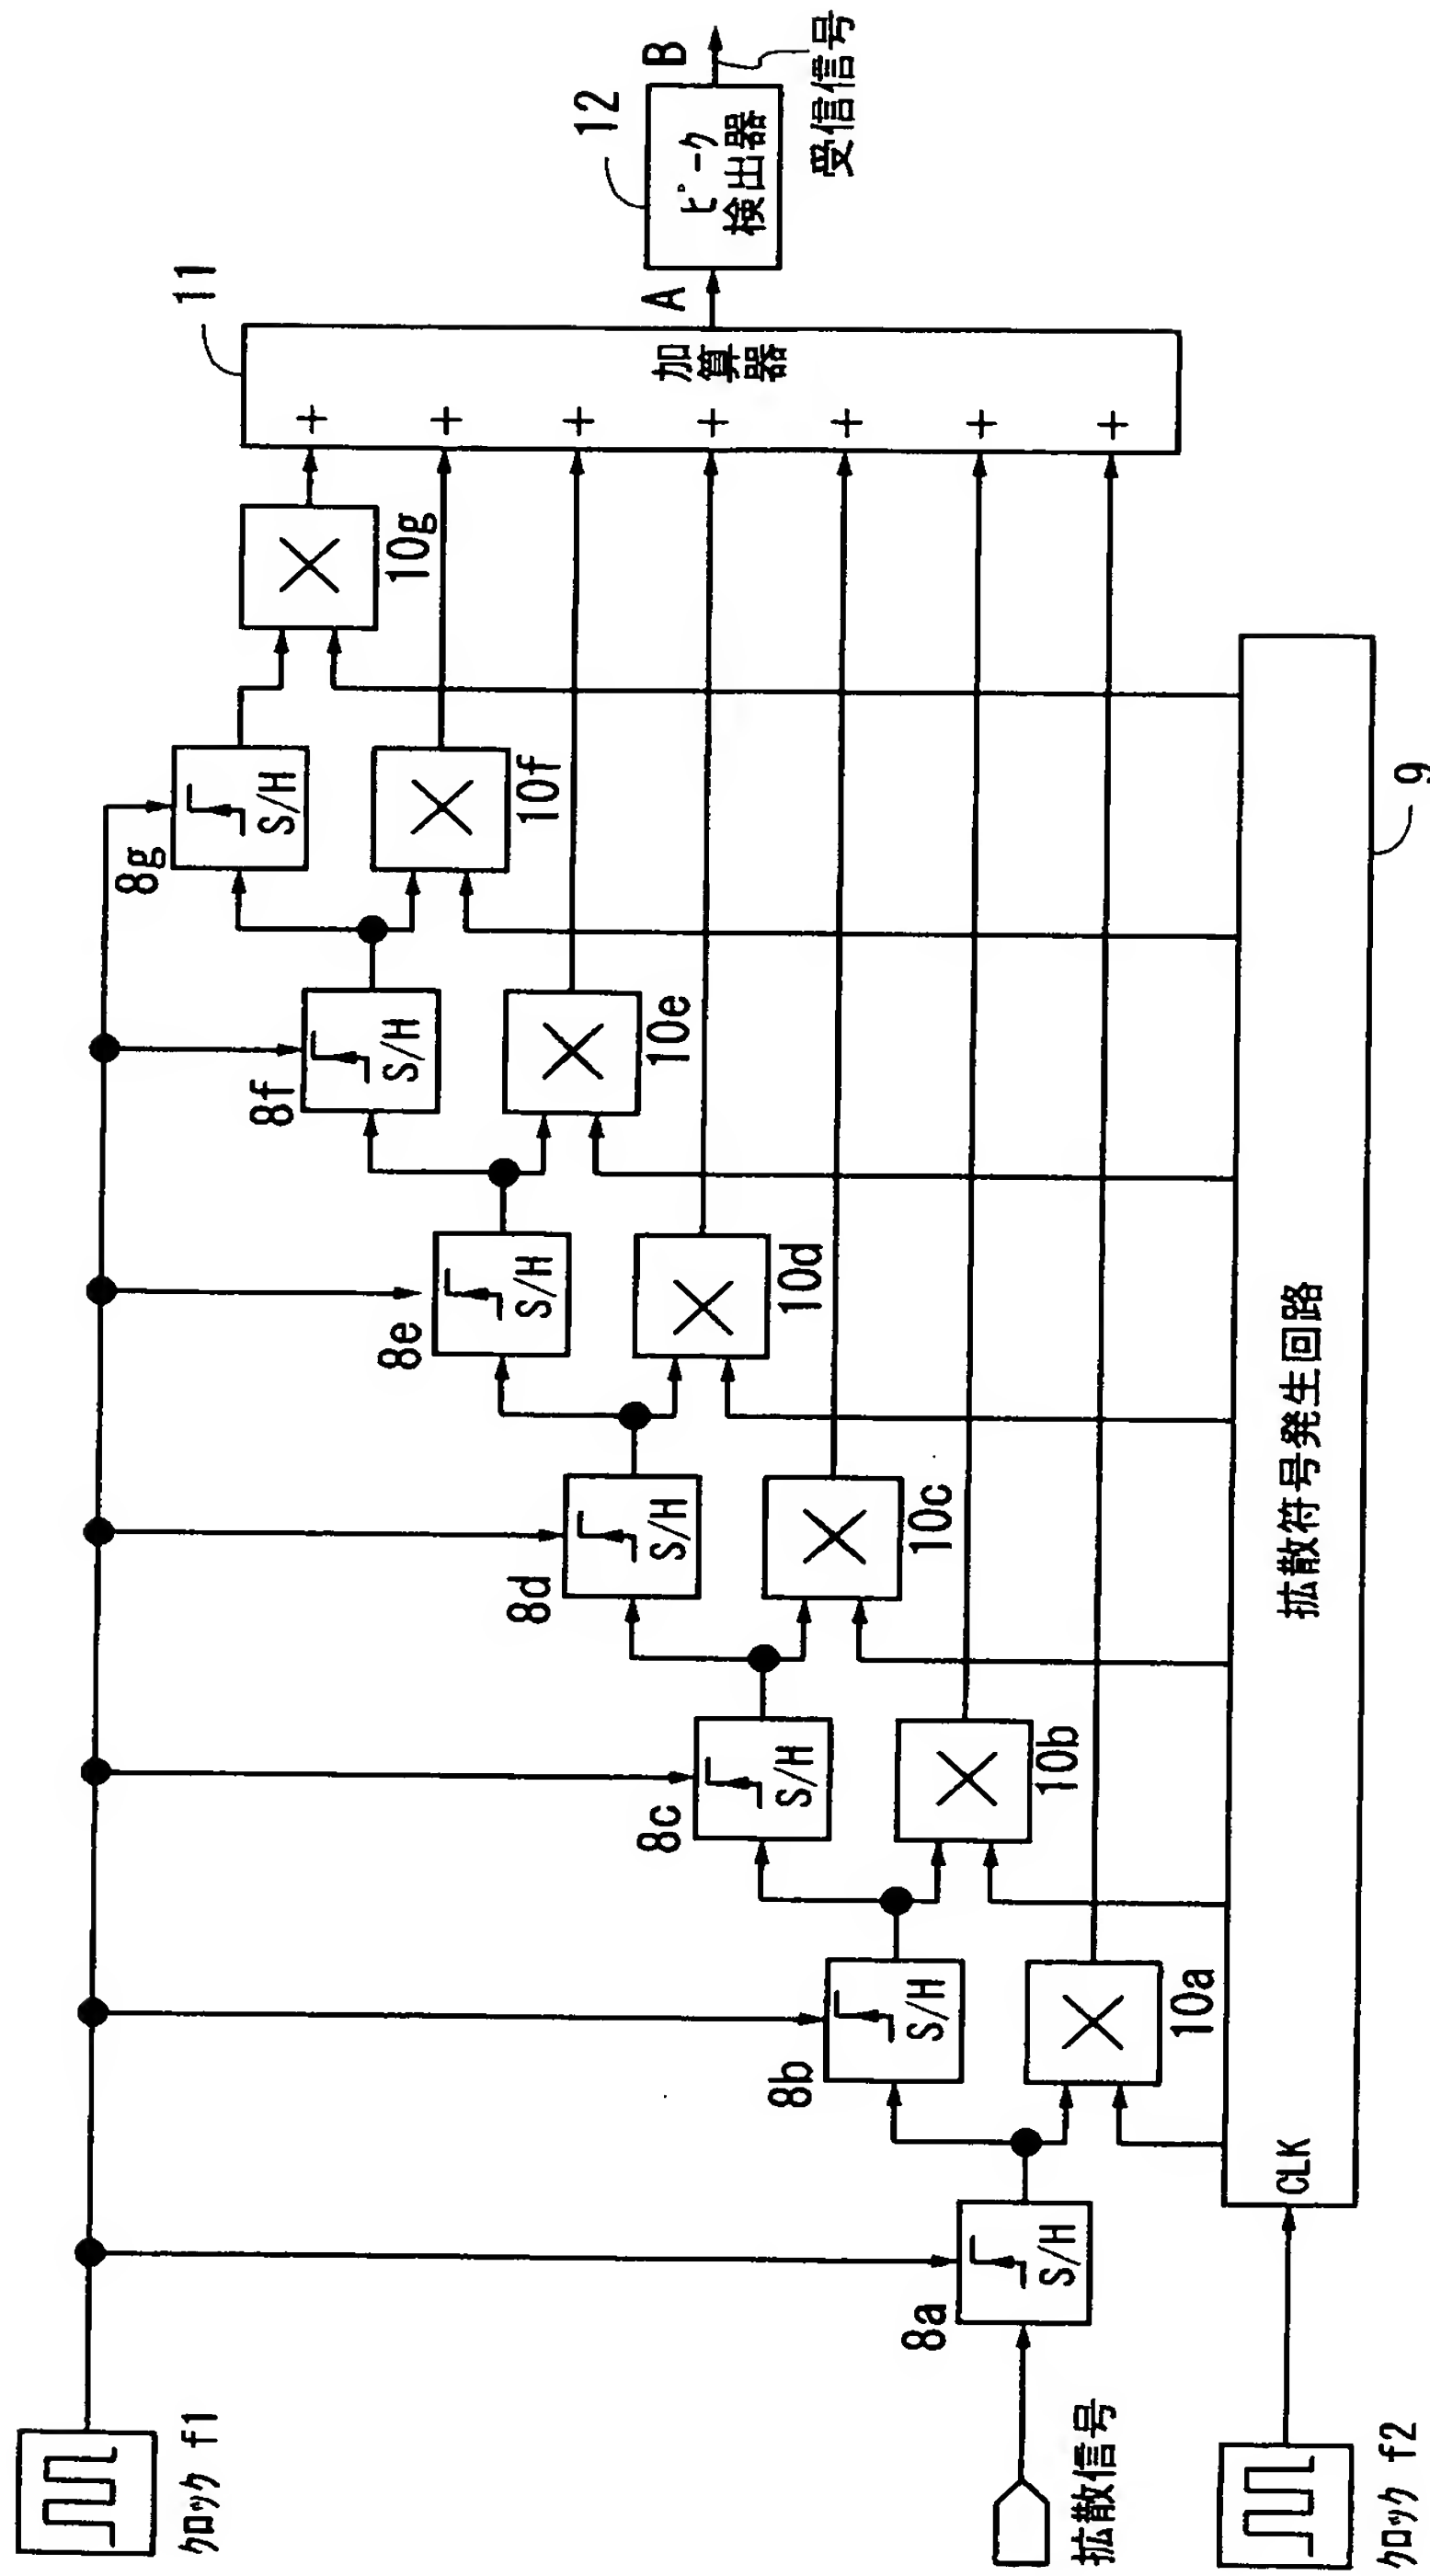 クロック f1
拡散信号
クロック f2
8a
S/H
8b
S/H
8c
S/H
8d
S/H
8e
S/H
8f
S/H
8g
S/H
10a
10b
10c
10d
10e
10f
10g
CLK
拡散符号発生回路
9
+
+
+
+
+
+
+
加算器
11
A
ピーク
検出器
12
B
受信信号